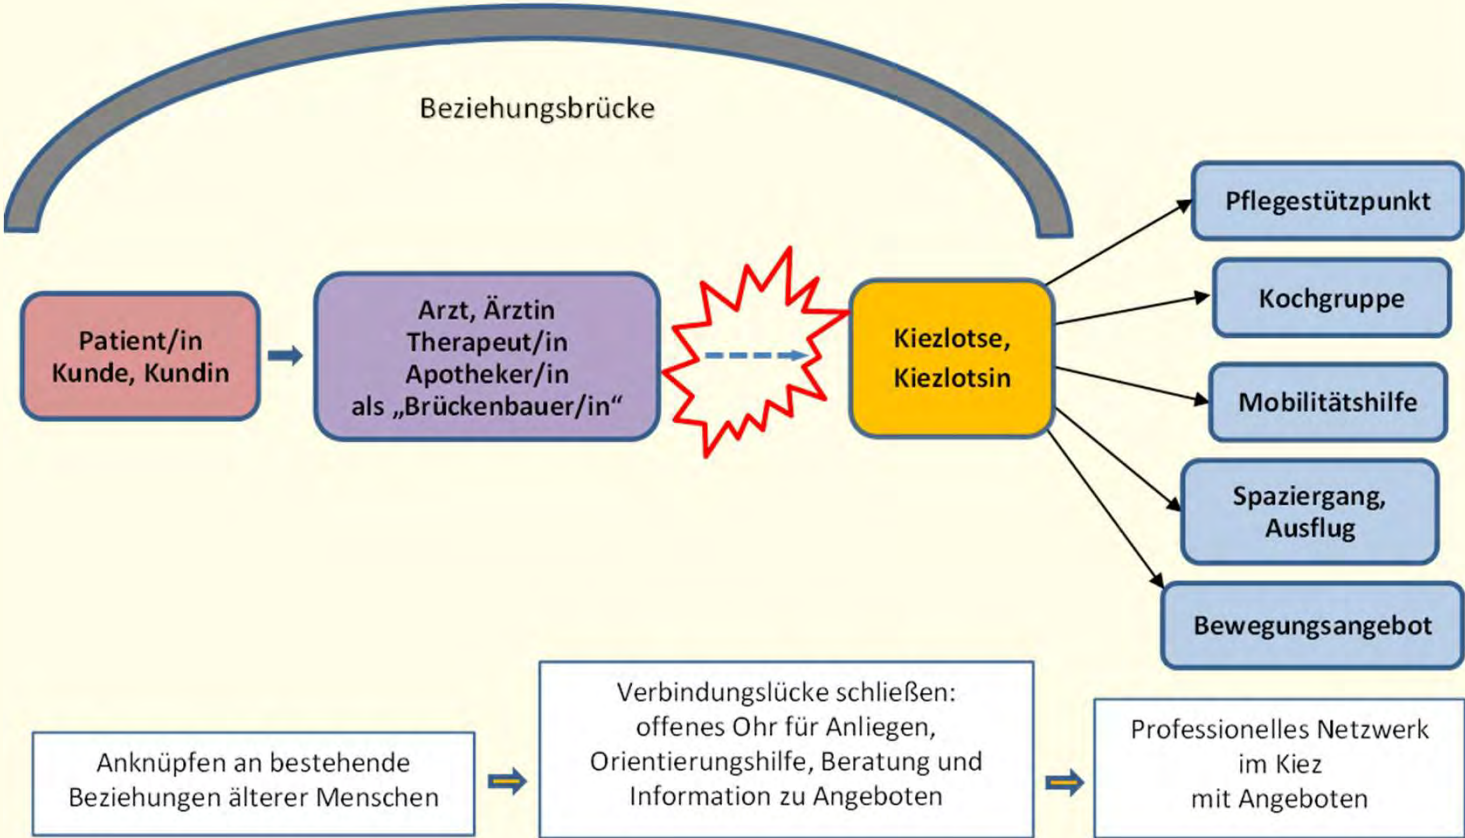 Beziehungsbrücke
Patient/in
Kunde, Kundin
Arzt, Ärztin
Therapeut/in
Apotheker/in
als „Brückenbauer/in“
Kiezlotse,
Kiezlotsin
Pflegestützpunkt
Kochgruppe
Mobilitätshilfe
Spaziergang,
Ausflug
Bewegungsangebot
Anknüpfen an bestehende
Beziehungen älterer Menschen
Verbindungslücke schließen:
offenes Ohr für Anliegen,
Orientierungshilfe, Beratung und
Information zu Angeboten
Professionelles Netzwerk
im Kiez
mit Angeboten